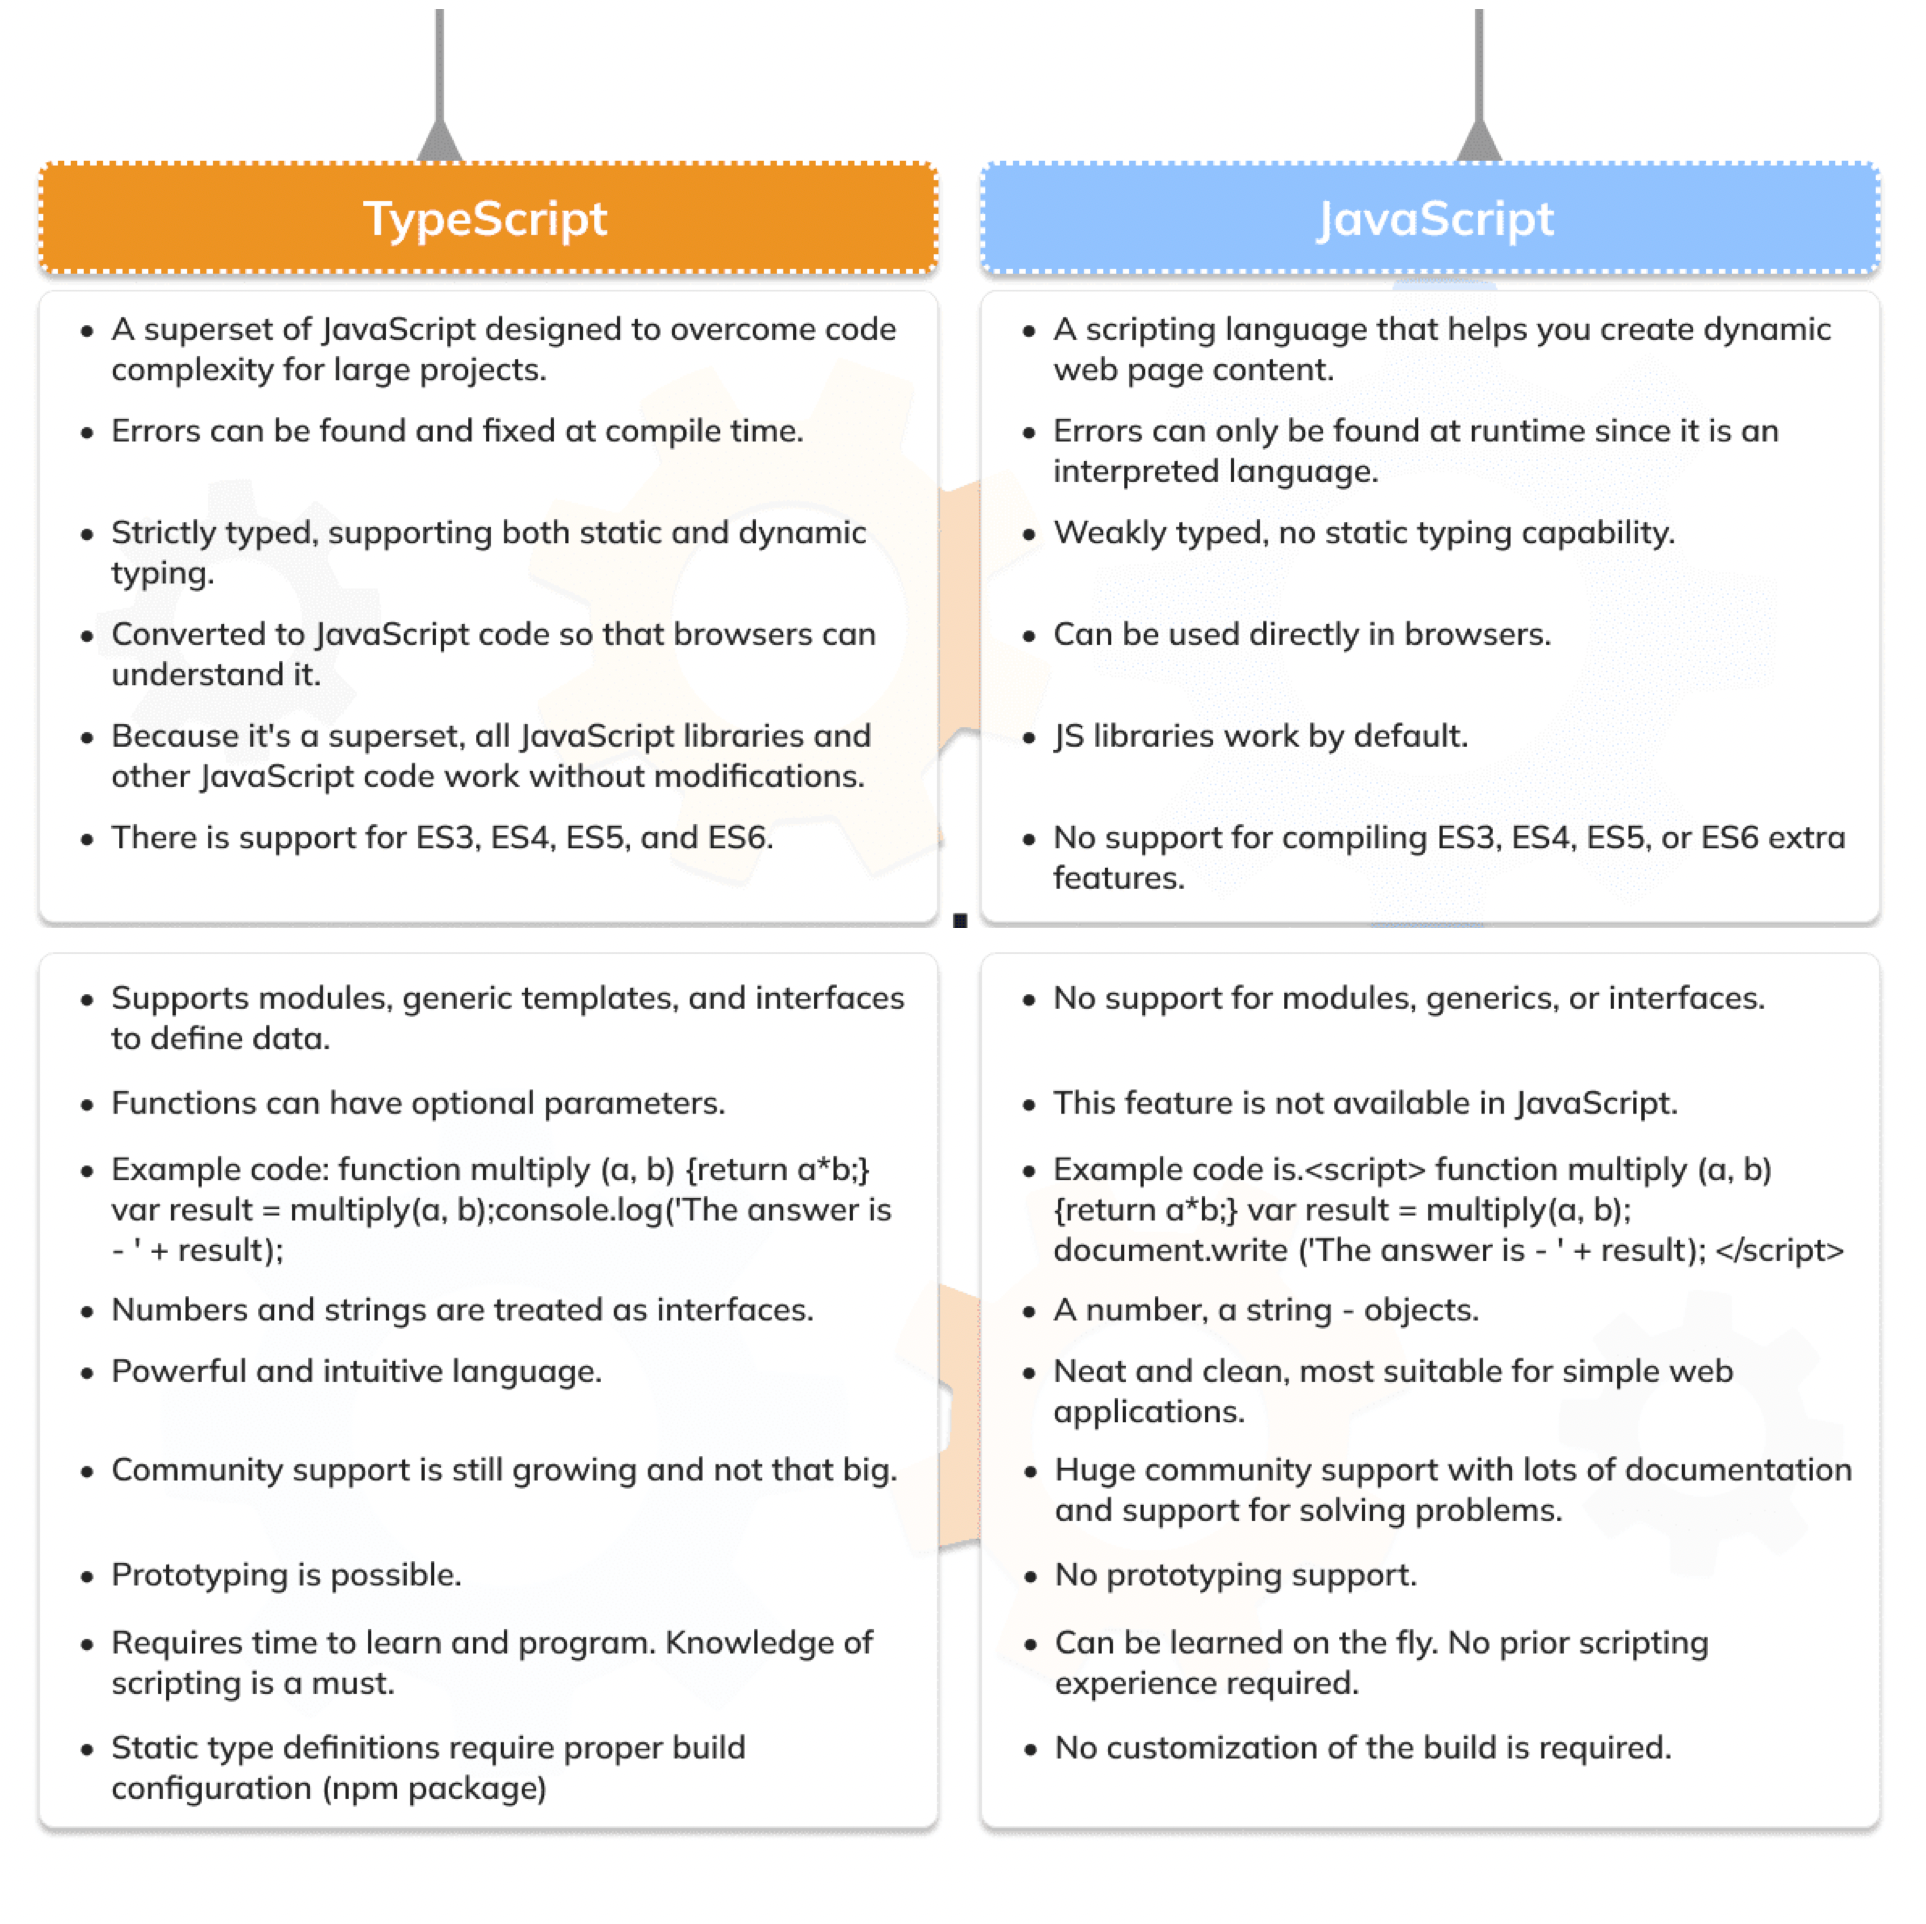 TypeScript
JavaScript
• A superset of JavaScript designed to overcome code
complexity for large projects.
• Errors can be found and fixed at compile time.
• Strictly typed, supporting both static and dynamic
typing.
• Converted to JavaScript code so that browsers can
understand it.
• Because it's a superset, all JavaScript libraries and
other JavaScript code work without modifications.
• There is support for ES3, ES4, ES5, and ES6.
• A scripting language that helps you create dynamic
web page content.
• Errors can only be found at runtime since it is an
interpreted language.
• Weakly typed, no static typing capability.
• Can be used directly in browsers.
• JS libraries work by default.
• No support for compiling ES3, ES4, ES5, or ES6 extra
features.
• Supports modules, generic templates, and interfaces
to define data.
• Functions can have optional parameters.
• Example code: function multiply (a, b) {return a*b;}
var result = multiply(a, b);console.log('The answer is
- ' + result);
• Numbers and strings are treated as interfaces.
• Powerful and intuitive language.
• Community support is still growing and not that big.
• Prototyping is possible.
• Requires time to learn and program. Knowledge of
scripting is a must.
• Static type definitions require proper build
configuration (npm package)
• No support for modules, generics, or interfaces.
• This feature is not available in JavaScript.
• Example code is.<script> function multiply (a, b)
{return a*b;} var result = multiply(a, b);
document.write ('The answer is - ' + result); </script>
• A number, a string - objects.
• Neat and clean, most suitable for simple web
applications.
• Huge community support with lots of documentation
and support for solving problems.
• No prototyping support.
• Can be learned on the fly. No prior scripting
experience required.
• No customization of the build is required.